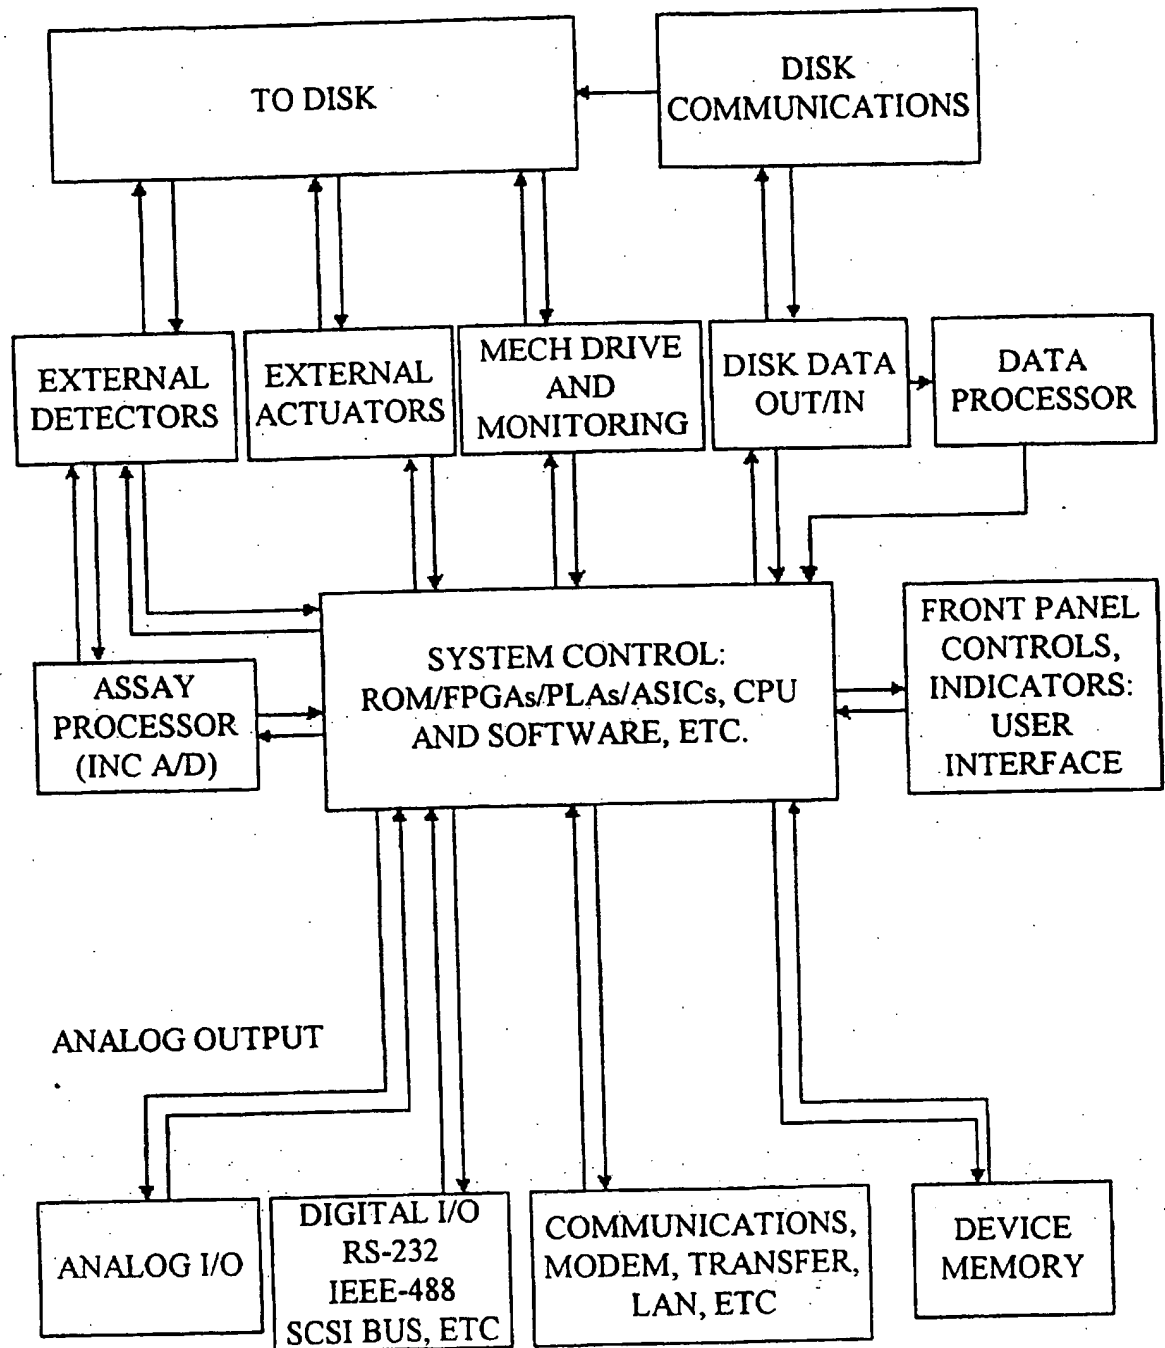 TO DISK
DISK
COMMUNICATIONS
EXTERNAL
DETECTORS
EXTERNAL
ACTUATORS
MECH DRIVE
AND
MONITORING
DISK DATA
OUT/IN
DATA
PROCESSOR
ASSAY
PROCESSOR
(INC A/D)
SYSTEM CONTROL:
ROM/FPGAs/PLAs/ASICs, CPU
AND SOFTWARE, ETC.
FRONT PANEL
CONTROLS,
INDICATORS:
USER
INTERFACE
ANALOG OUTPUT
ANALOG I/O
DIGITAL I/O
RS-232
IEEE-488
SCSI BUS, ETC
COMMUNICATIONS,
MODEM, TRANSFER,
LAN, ETC
DEVICE
MEMORY